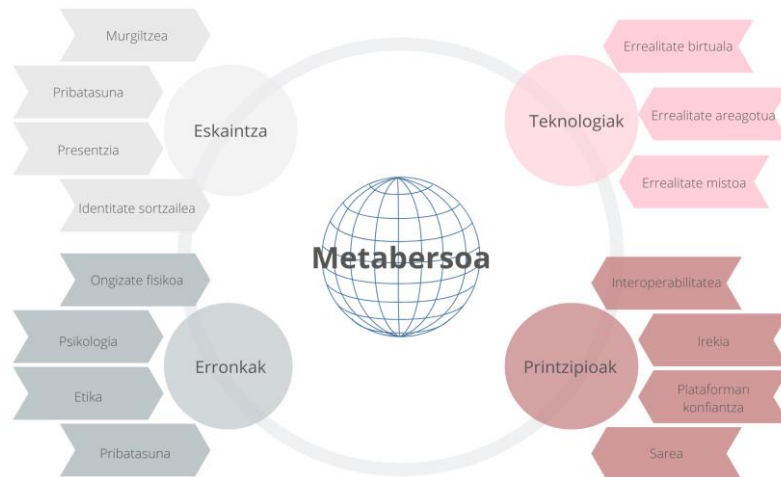 Murgiltzea
Pribatasuna
Presentzia
Identitate sortzailea
Eskaintza
Teknologiak
Errealitate birtuala
Errealitate areagotua
Errealitate mistoa
Metabersoa
Ongizate fisikoa
Psikologia
Etika
Pribatasuna
Erronkak
Printzipioak
Interoperabilitatea
Irekia
Plataforman
konfiantza
Sarea